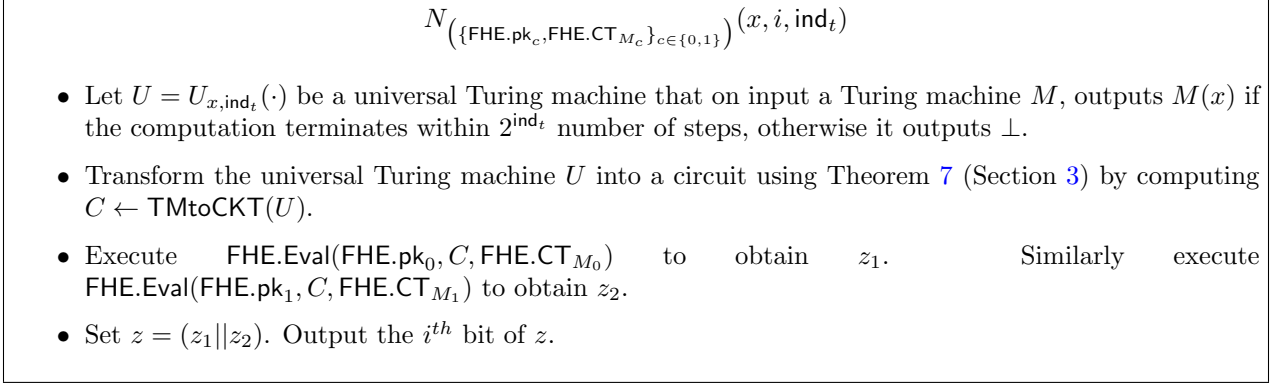 N_({FHE.pk_c,FHE.CT_{M_c}}_{c∈{0,1}})(x, i, ind_t)
• Let U = U_{x,ind_t}(·) be a universal Turing machine that on input a Turing machine M, outputs M(x) if
the computation terminates within 2^{ind_t} number of steps, otherwise it outputs ⊥.
• Transform the universal Turing machine U into a circuit using Theorem 7 (Section 3) by computing
C ← TMtoCKT(U).
• Execute FHE.Eval(FHE.pk_0, C, FHE.CT_{M_0}) to obtain z_1. Similarly execute
FHE.Eval(FHE.pk_1, C, FHE.CT_{M_1}) to obtain z_2.
• Set z = (z_1||z_2). Output the i^{th} bit of z.